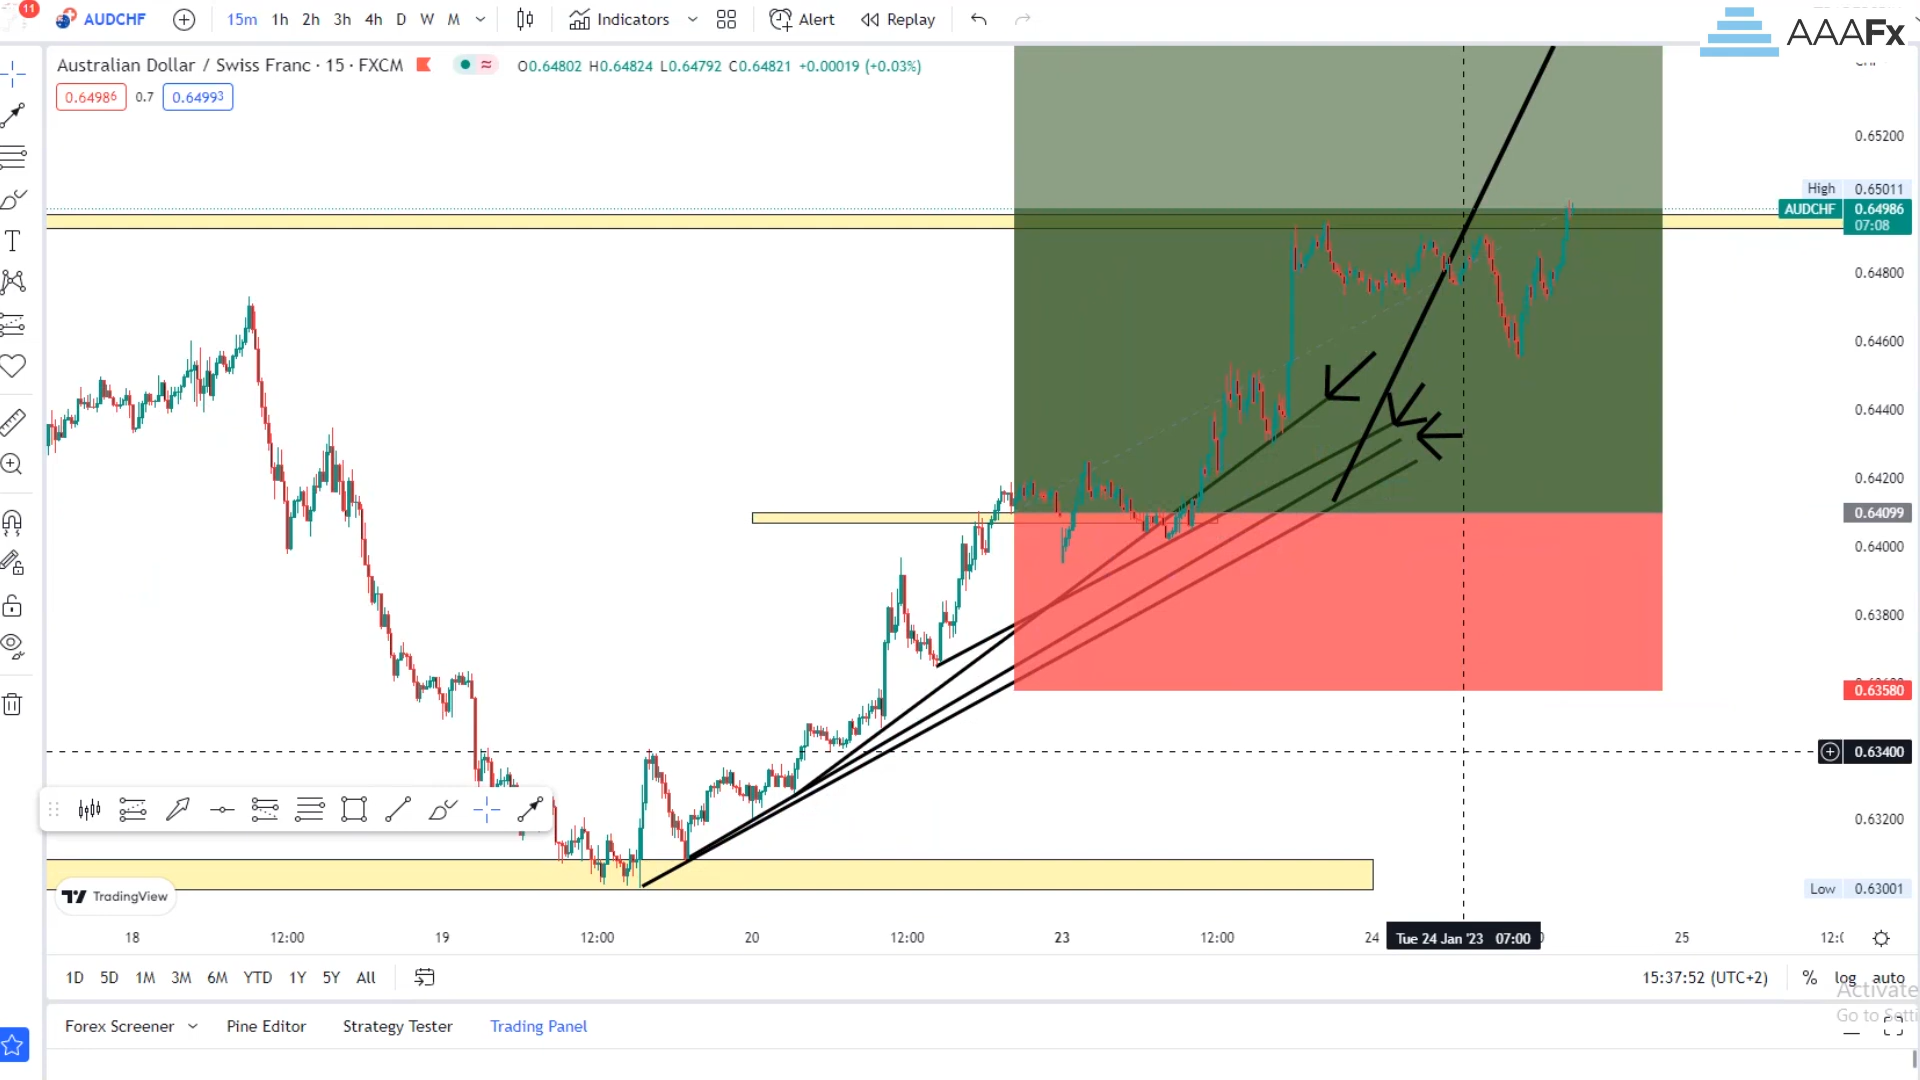 11
AUDCHF
15m 1h 2h 3h 4h D W M
Indicators
Alert
Replay
AAAFx
Australian Dollar / Swiss Franc · 15 · FXCM
O0.64802 H0.64824 L0.64792 C0.64821 +0.00019 (+0.03%)
0.64986 0.7 0.64993
0.65200
High 0.65011
AUDCHF 0.64986
07:08
0.64800
0.64600
0.64400
0.64200
0.64099
0.64000
0.63800
0.63580
0.63400
0.63200
Low 0.63001
TradingView
18 12:00 19 12:00 20 12:00 23 12:00 24 Tue 24 Jan '23 07:00 25
1D 5D 1M 3M 6M YTD 1Y 5Y All
15:37:52 (UTC+2) % log auto
Activate
Forex Screener Pine Editor Strategy Tester Trading Panel
Go to Setti